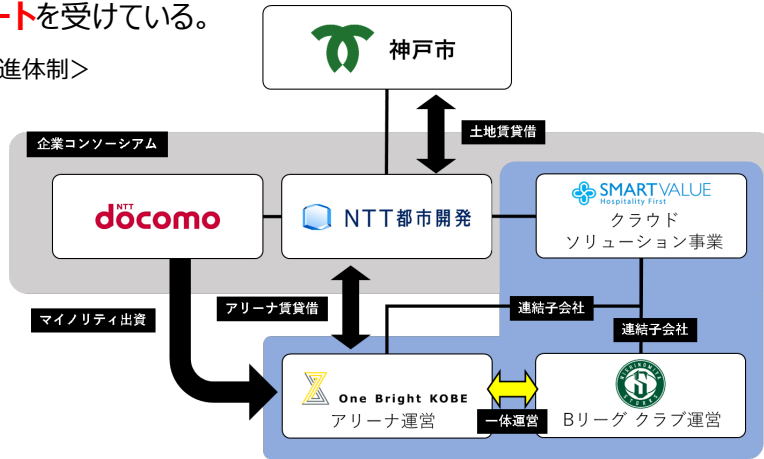 ートを受けている。
進体制>
神戸市
土地賃貸借
企業コンソーシアム
NTT
döcomo
NTT都市開発
SMARTVALUE
Hospitality First
クラウド
ソリューション事業
マイノリティ出資
アリーナ賃貸借
連結子会社
連結子会社
One Bright KOBE
アリーナ運営
一体運営
NISHINOMIYA
STORKS
S
Bリーグ クラブ運営